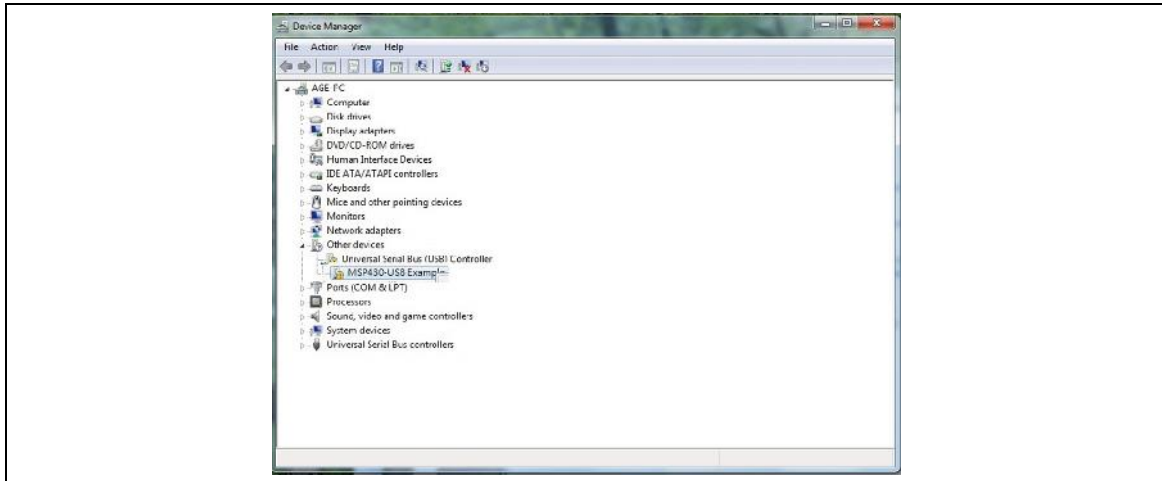 Device Manager
File Action View Help
AGE PC
Computer
Disk drives
Display adapters
DVD/CD-ROM drives
Human Interface Devices
IDE ATA/ATAPI controllers
Keyboards
Mice and other pointing devices
Monitors
Network adapters
Other devices
Universal Serial Bus (USB) Controller
MSP430-USB Example
Ports (COM & LPT)
Processors
Sound, video and game controllers
System devices
Universal Serial Bus controllers